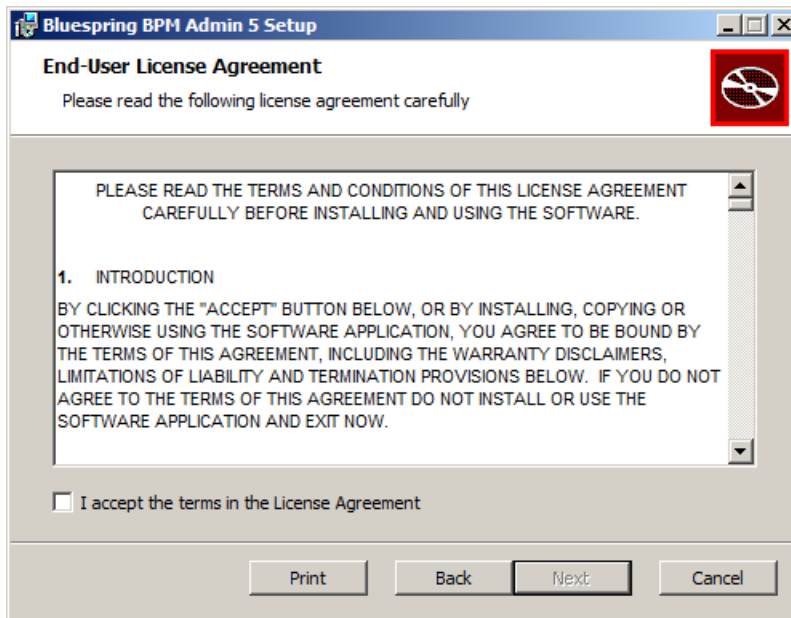 Bluespring BPM Admin 5 Setup
End-User License Agreement
Please read the following license agreement carefully
PLEASE READ THE TERMS AND CONDITIONS OF THIS LICENSE AGREEMENT
CAREFULLY BEFORE INSTALLING AND USING THE SOFTWARE.
1. INTRODUCTION
BY CLICKING THE "ACCEPT" BUTTON BELOW, OR BY INSTALLING, COPYING OR
OTHERWISE USING THE SOFTWARE APPLICATION, YOU AGREE TO BE BOUND BY
THE TERMS OF THIS AGREEMENT, INCLUDING THE WARRANTY DISCLAIMERS,
LIMITATIONS OF LIABILITY AND TERMINATION PROVISIONS BELOW. IF YOU DO NOT
AGREE TO THE TERMS OF THIS AGREEMENT DO NOT INSTALL OR USE THE
SOFTWARE APPLICATION AND EXIT NOW.
I accept the terms in the License Agreement
Print Back Next Cancel